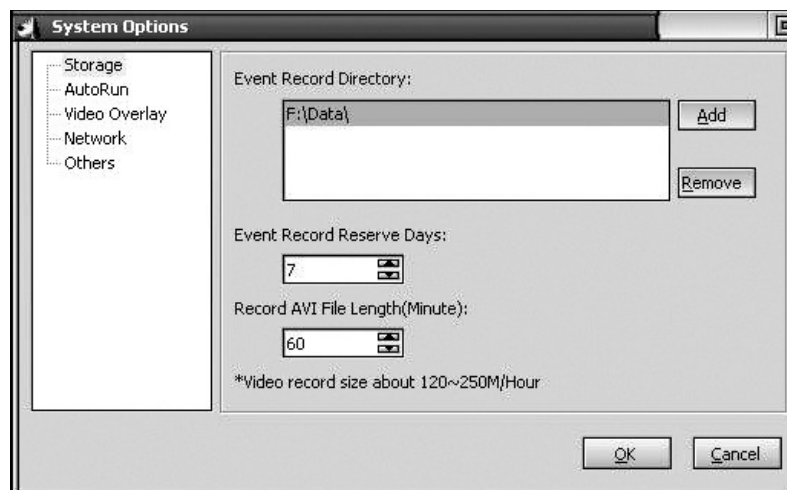 System Options
Storage
AutoRun
Video Overlay
Network
Others
Event Record Directory:
F:\Data\
Add
Remove
Event Record Reserve Days:
7
Record AVI File Length(Minute):
60
*Video record size about 120~250M/Hour
OK
Cancel